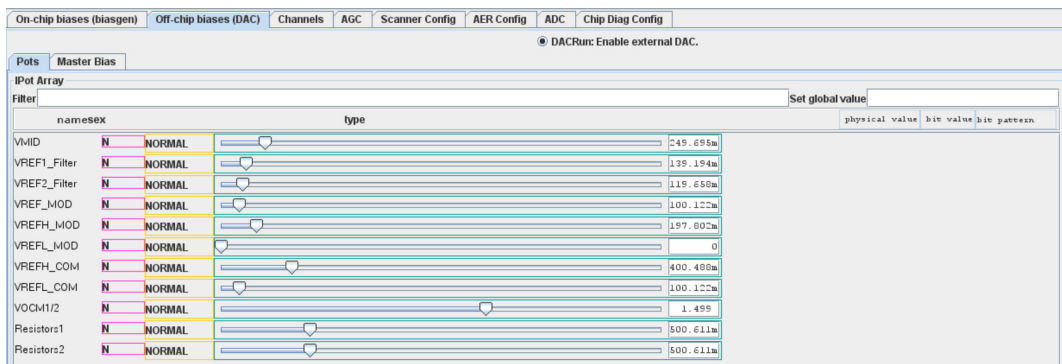 On-chip biases (biasgen) Off-chip biases (DAC) Channels AGC Scanner Config AER Config ADC Chip Diag Config
DACRun: Enable external DAC.
Pots Master Bias
IPot Array
Filter Set global value
namesex type physical value bit value bit pattern
VMID N NORMAL 249.695m
VREF1_Filter N NORMAL 139.194m
VREF2_Filter N NORMAL 119.658m
VREF_MOD N NORMAL 100.122m
VREFH_MOD N NORMAL 197.802m
VREFL_MOD N NORMAL 0
VREFH_COM N NORMAL 400.488m
VREFL_COM N NORMAL 100.122m
VOCM1/2 N NORMAL 1.499
Resistors1 N NORMAL 500.611m
Resistors2 N NORMAL 500.611m